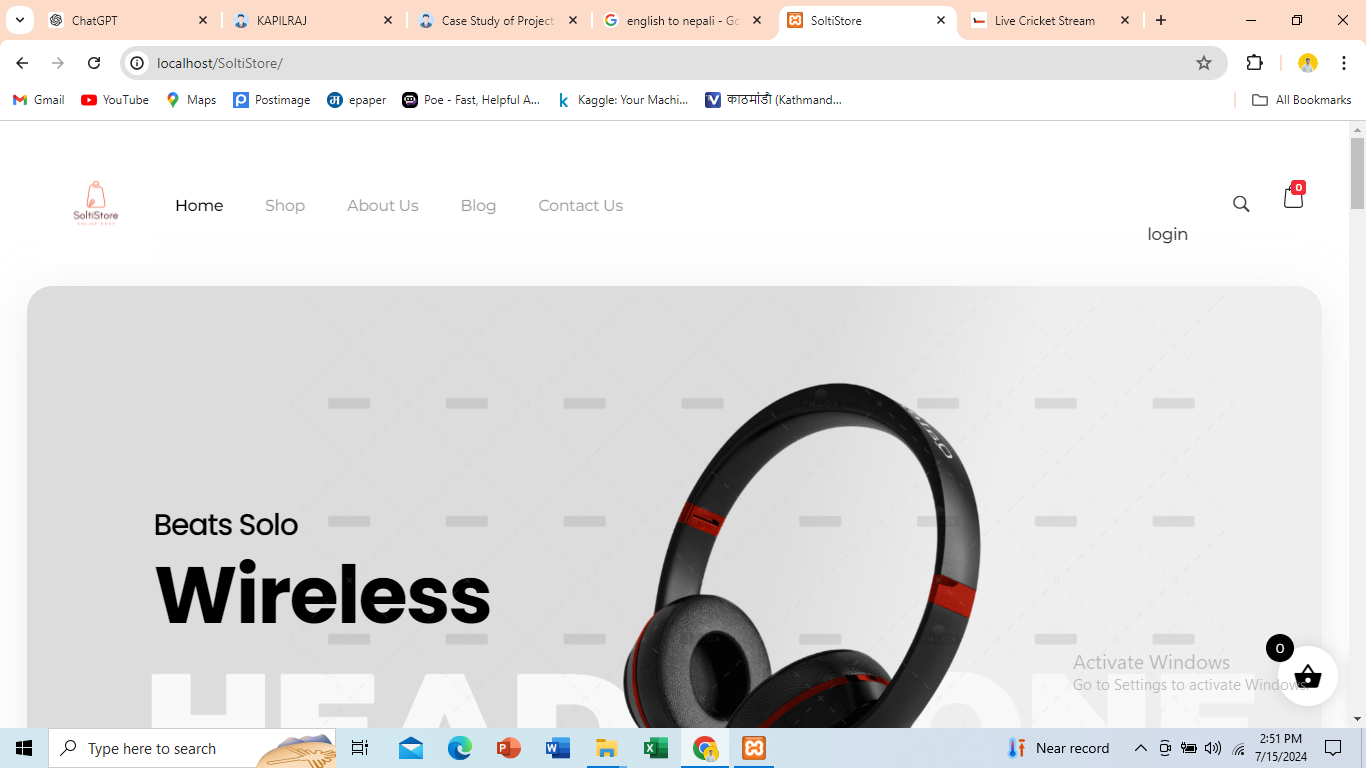 ChatGPT
KAPILRAJ
Case Study of Project
english to nepali - Go
SoltiStore
Live Cricket Stream
localhost/SoltiStore/
Gmail
YouTube
Maps
Postimage
epaper
Poe - Fast, Helpful A...
Kaggle: Your Machi...
काठमांडौ (Kathmand...
All Bookmarks
SoltiStore
ONLINE SHOP
Home
Shop
About Us
Blog
Contact Us
0
login
Beats Solo
Wireless
0
Activate Windows
Go to Settings to activate Windows.
Type here to search
Near record
2:51 PM
7/15/2024